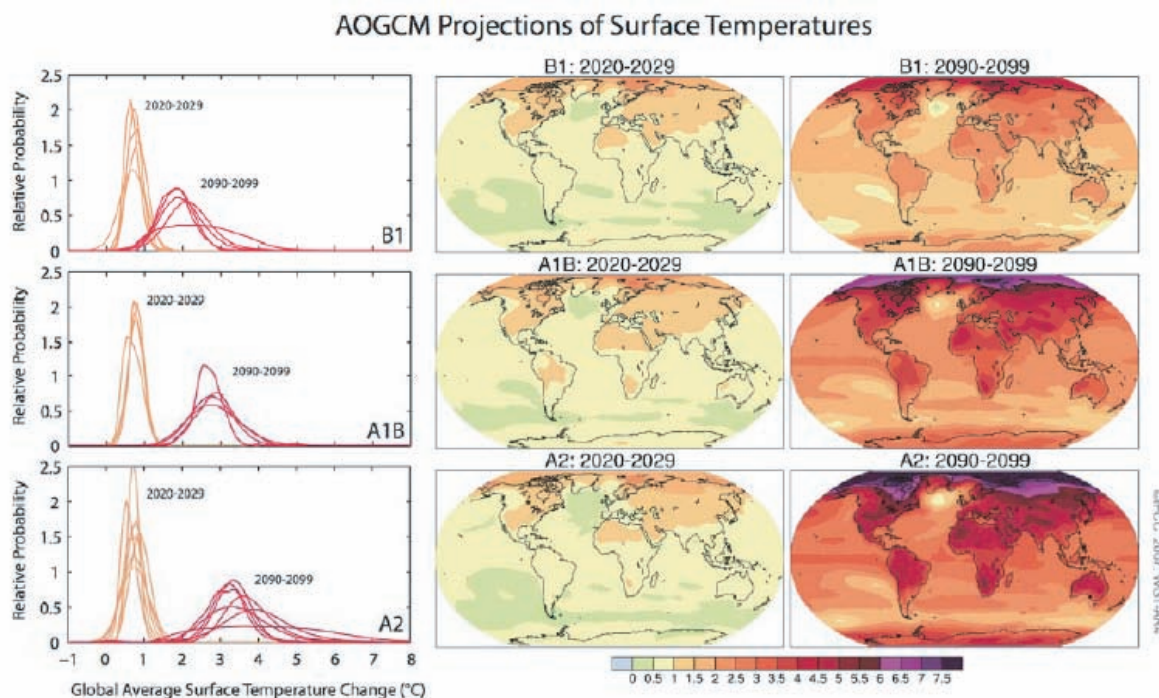 AOGCM Projections of Surface Temperatures
B1: 2020-2029
B1: 2090-2099
2.5
2
1.5
1
0.5
0
Relative Probability
2020-2029
2090-2099
B1
A1B: 2020-2029
A1B: 2090-2099
2.5
2
1.5
1
0.5
0
Relative Probability
2020-2029
2090-2099
A1B
A2: 2020-2029
A2: 2090-2099
2.5
2
1.5
1
0.5
0
Relative Probability
2020-2029
2090-2099
A2
−1 0 1 2 3 4 5 6 7 8
Global Average Surface Temperature Change (°C)
0 0.5 1 1.5 2 2.5 3 3.5 4 4.5 5 5.5 6 6.5 7 7.5